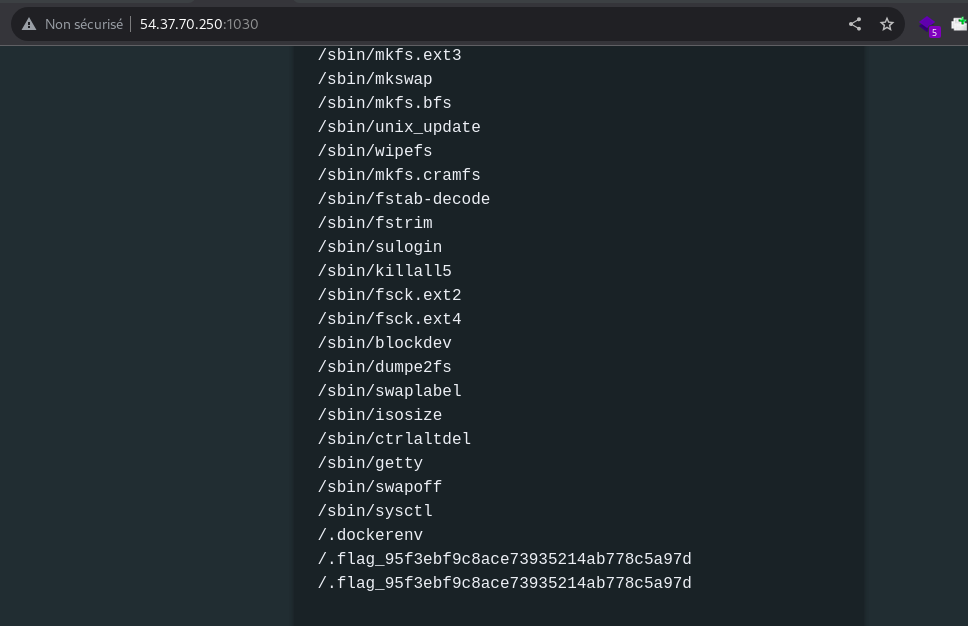 Non sécurisé 54.37.70.250:1030
5
/sbin/mkfs.ext3
/sbin/mkswap
/sbin/mkfs.bfs
/sbin/unix_update
/sbin/wipefs
/sbin/mkfs.cramfs
/sbin/fstab-decode
/sbin/fstrim
/sbin/sulogin
/sbin/killall5
/sbin/fsck.ext2
/sbin/fsck.ext4
/sbin/blockdev
/sbin/dumpe2fs
/sbin/swaplabel
/sbin/isosize
/sbin/ctrlaltdel
/sbin/getty
/sbin/swapoff
/sbin/sysctl
/.dockerenv
/.flag_95f3ebf9c8ace73935214ab778c5a97d
/.flag_95f3ebf9c8ace73935214ab778c5a97d